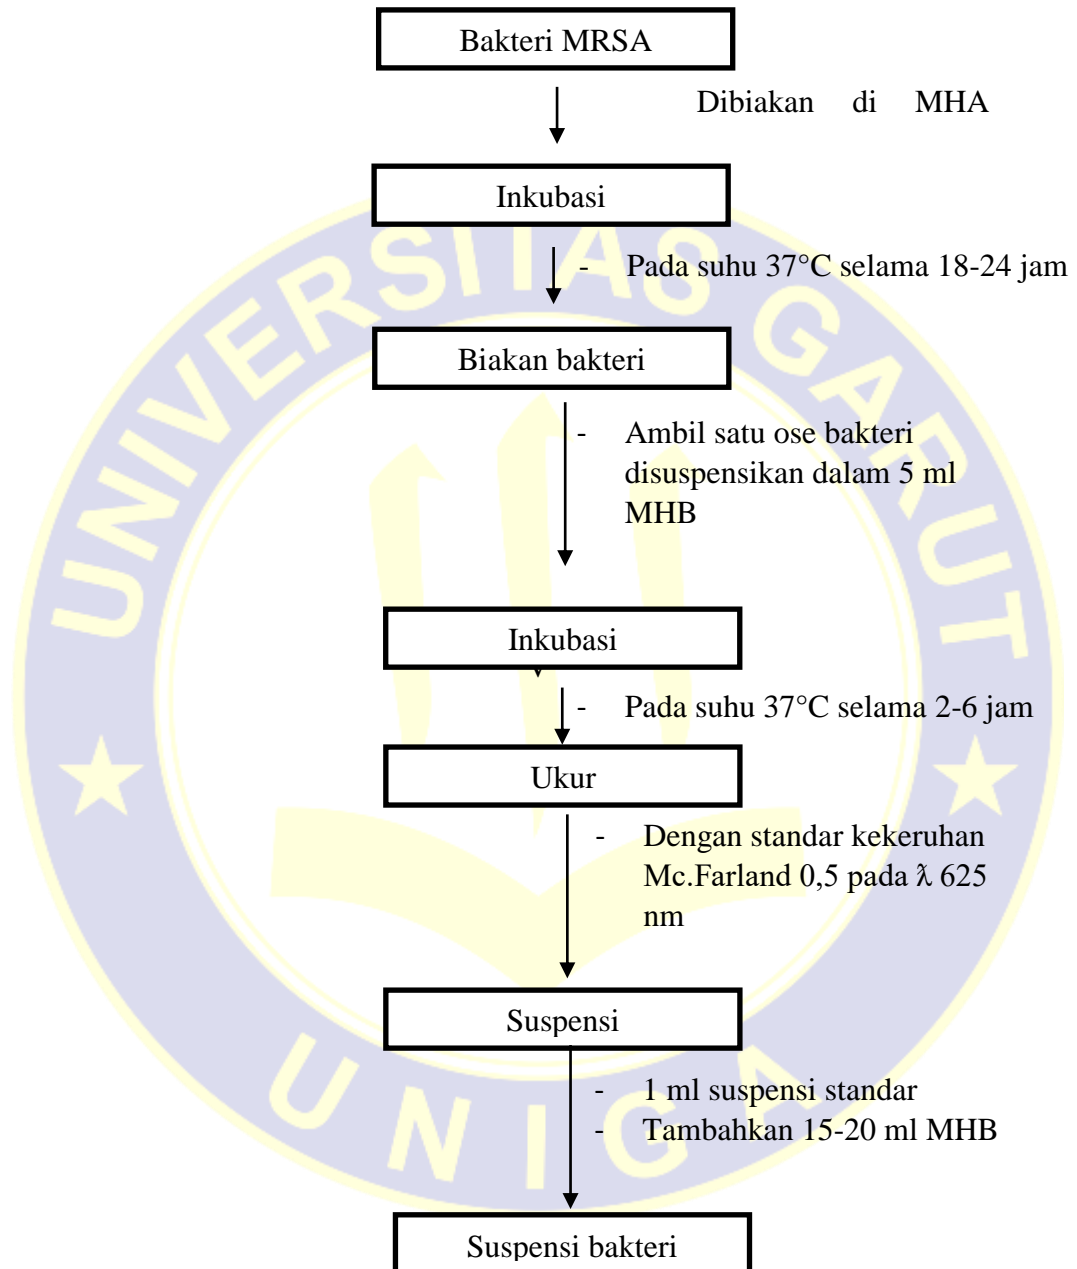 Bakteri MRSA
Dibiakan di MHA
Inkubasi
- Pada suhu 37°C selama 18-24 jam
Biakan bakteri
- Ambil satu ose bakteri
disuspensikan dalam 5 ml
MHB
Inkubasi
- Pada suhu 37°C selama 2-6 jam
Ukur
- Dengan standar kekeruhan
Mc.Farland 0,5 pada ƛ 625
nm
Suspensi
- 1 ml suspensi standar
- Tambahkan 15-20 ml MHB
Suspensi bakteri
UNIVERSITAS GARUT
UNIGA